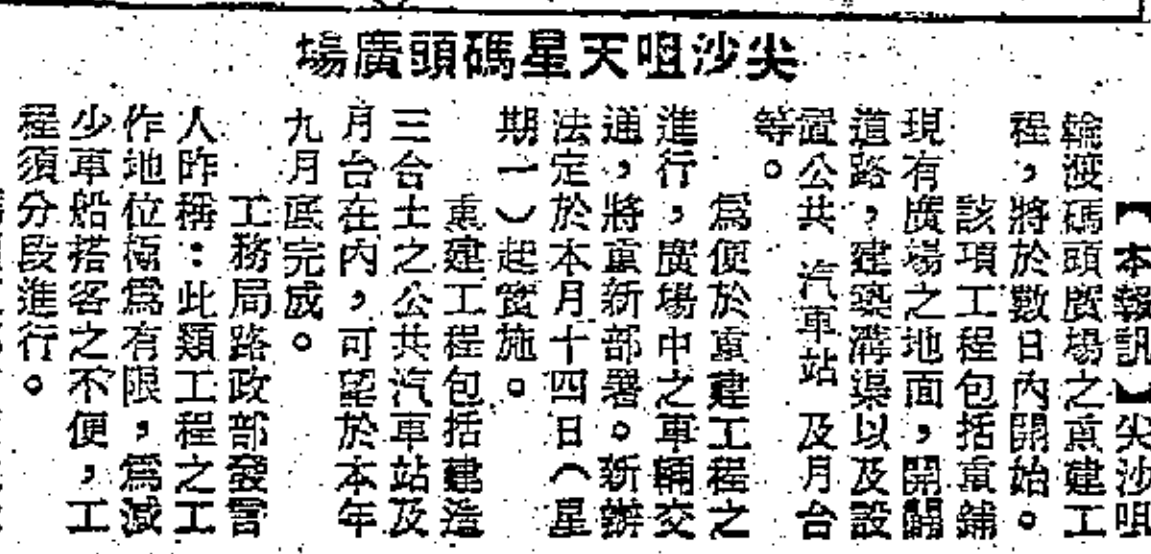 尖沙咀天星碼頭廣場
【本報訊】尖沙咀
輪渡碼頭廣場之重建工
程，將於數日內開始。
該項工程包括重鋪
現有廣場之地面，開闢
道路，建築溝渠以及設
置公共汽車站及月台
等。
為便於重建工程之
進行，廣場中之車輛交
通，將重新部署。新辦
法定於本月十四日（星
期一）起實施。
重建工程包括建造
三合土之公共汽車站及
月台在內，可望於本年
九月底完成。
工務局路政部發言
人昨稱：此類工程之工
作地位極為有限，為減
少車船搭客之不便，工
程須分段進行。